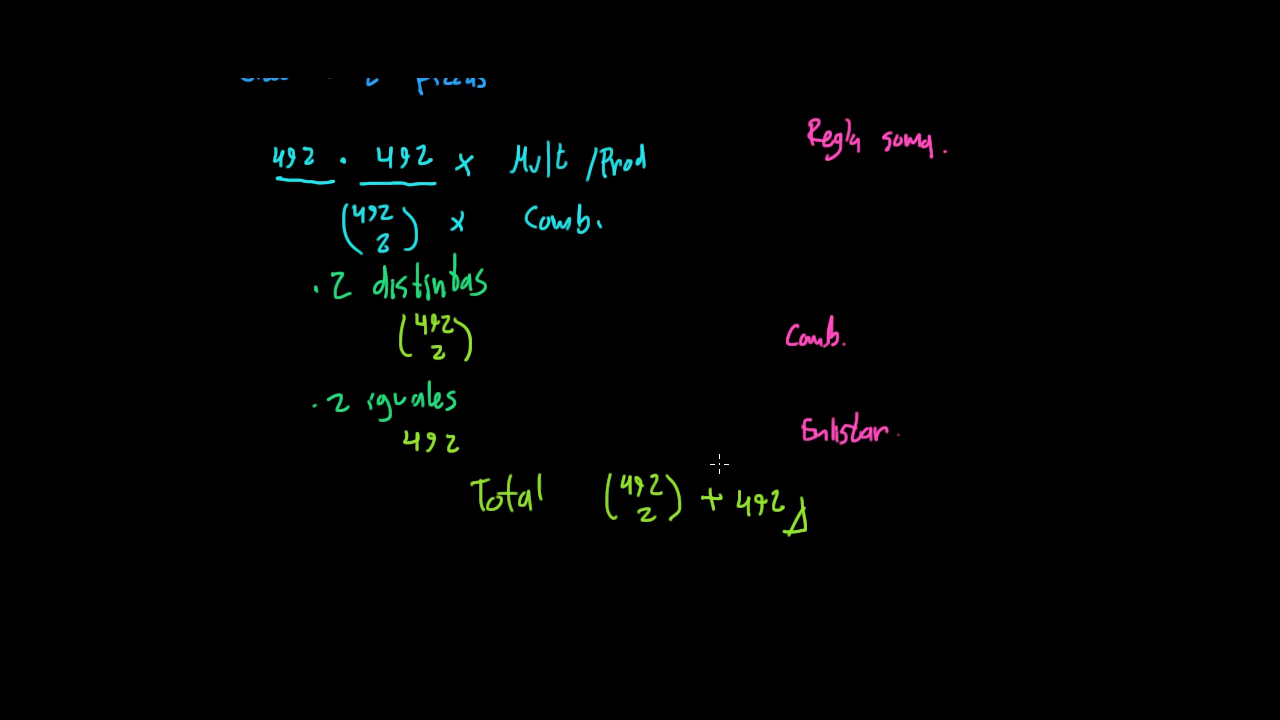 pizzas
Regla suma.
492 . 492 x Mult /Prod
(492 2) x Comb.
. 2 distintas
(492 2)
Comb.
. 2 iguales
492
Enlistar.
Total (492 2) + 492